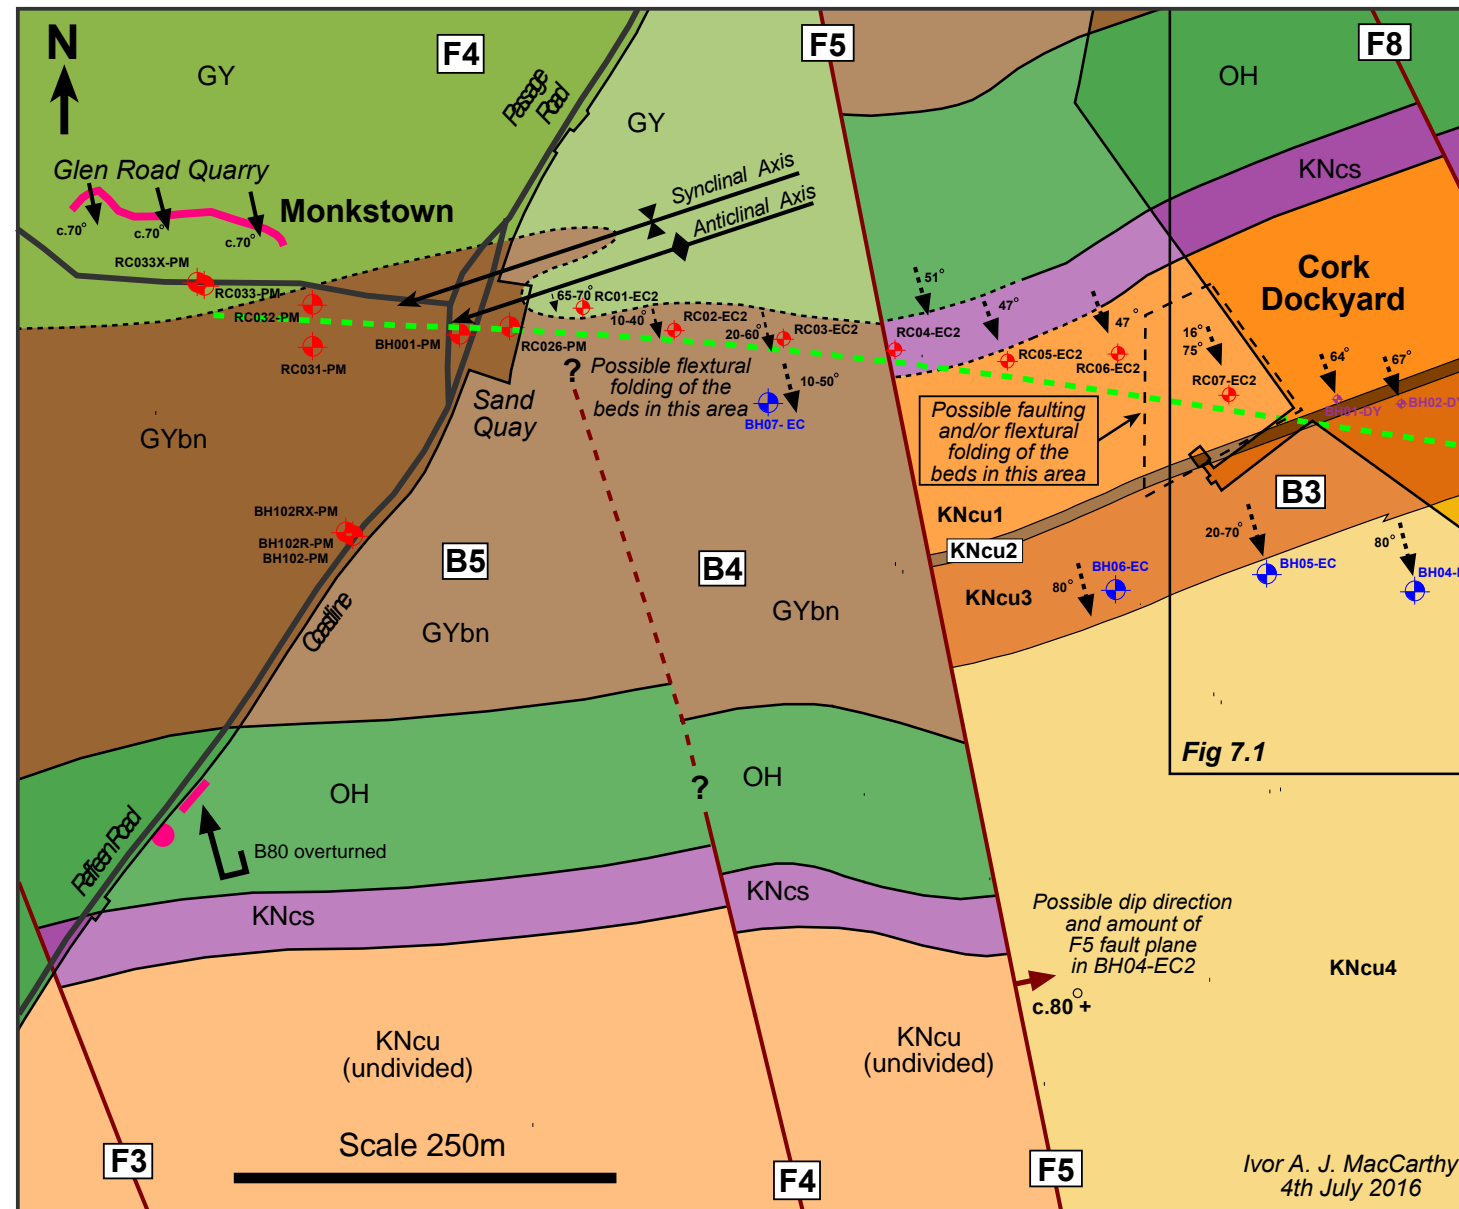 N
GY
F4
F5
F8
OH
Passage
Road
GY
KNcs
Glen Road Quarry
Monkstown
Synclinal Axis
Anticlinal Axis
c.70°
c.70°
c.70°
RC033X-PM
RC033-PM
RC032-PM
RC031-PM
BH001-PM
RC026-PM
65-70°
RC01-EC2
10-40°
RC02-EC2
20-60°
RC03-EC2
RC04-EC2
51°
47°
47°
RC05-EC2
RC06-EC2
16°
75°
RC07-EC2
64°
67°
BH01-DY
BH02-DY
Cork
Dockyard
?
Possible flextural
folding of the
beds in this area
10-50°
BH07- EC
Sand
Quay
Possible faulting
and/or flextural
folding of the
beds in this area
GYbn
KNcu1
KNcu2
KNcu3
B3
20-70°
80°
BH102RX-PM
BH102R-PM
BH102-PM
B5
B4
80°
BH06-EC
BH05-EC
BH04-E
Coastline
GYbn
GYbn
Fig 7.1
OH
?
OH
Raffeen Road
B80 overturned
KNcs
KNcs
Possible dip direction
and amount of
F5 fault plane
in BH04-EC2
c.80°+
KNcu4
KNcu
(undivided)
KNcu
(undivided)
Scale 250m
F3
F4
F5
Ivor A. J. MacCarthy
4th July 2016